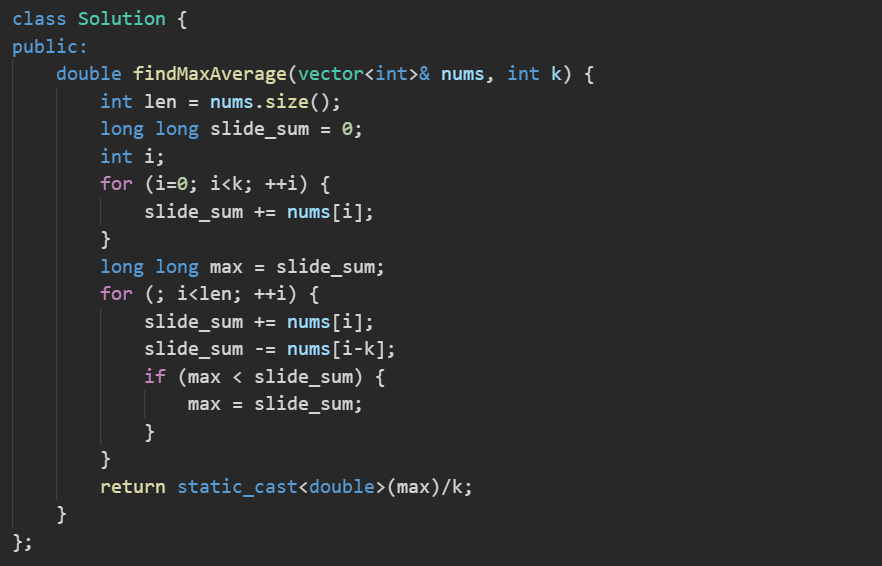 class Solution {
public:
    double findMaxAverage(vector<int>& nums, int k) {
        int len = nums.size();
        long long slide_sum = 0;
        int i;
        for (i=0; i<k; ++i) {
            slide_sum += nums[i];
        }
        long long max = slide_sum;
        for (; i<len; ++i) {
            slide_sum += nums[i];
            slide_sum -= nums[i-k];
            if (max < slide_sum) {
                max = slide_sum;
            }
        }
        return static_cast<double>(max)/k;
    }
};